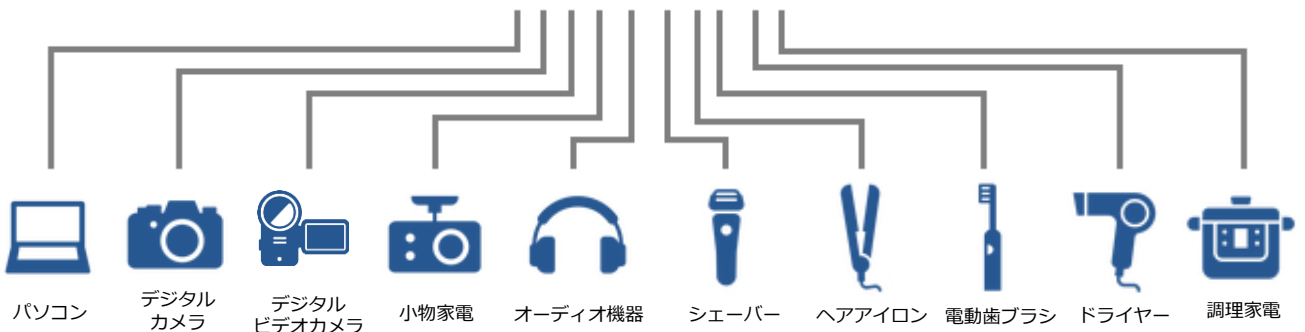 パソコン
デジタル
カメラ
デジタル
ビデオカメラ
小物家電
オーディオ機器
シェーバー
ヘアアイロン
電動歯ブラシ
ドライヤー
調理家電